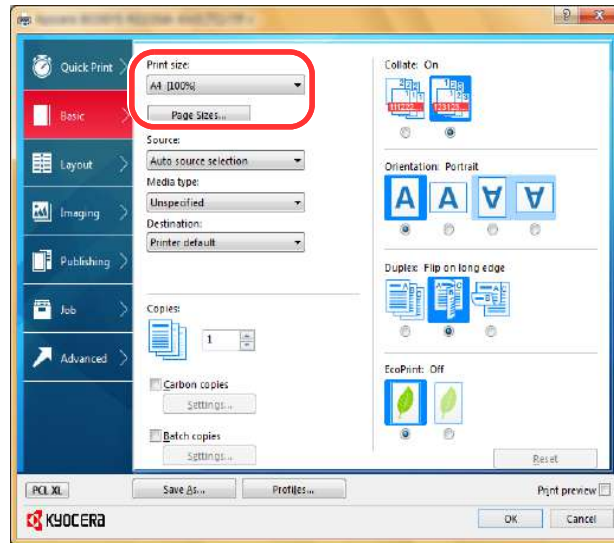 Quick Print
Basic
Layout
Imaging
Publishing
Job
Advanced
Print size:
A4 [100%]
Page Sizes...
Source:
Auto source selection
Media type:
Unspecified
Destination:
Printer default
Copies:
1
Carbon copies
Settings...
Batch copies
Settings...
Collate: On
111222
123123
Orientation: Portrait
A A A A
Duplex: Flip on long edge
EcoPrint: Off
Reset
PCL XL
Save As...
Profiles...
Print preview
KYOCERA
OK
Cancel